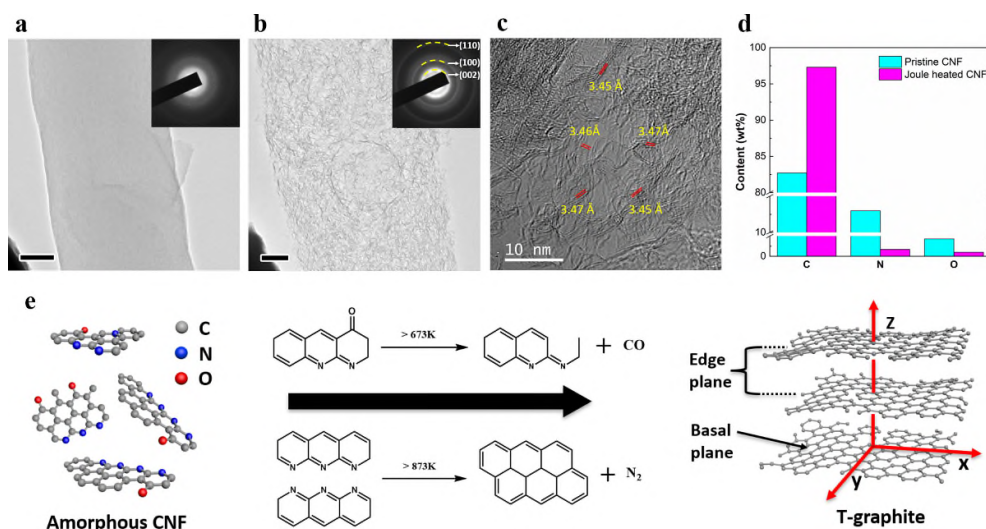 a
b
(110)
(100)
(002)
c
3.45 Å
3.46Å
3.47Å
3.47 Å
3.45 Å
10 nm
d
Content (wt%)
100
95
90
85
80
10
0
Pristine CNF
Joule heated CNF
C
N
O
e
C
N
O
Amorphous CNF
O
N
N
> 673K
N
N
+ CO
N
N
N
N
N
N
> 873K
+ N2
Edge
plane
Basal
plane
Z
x
y
T-graphite